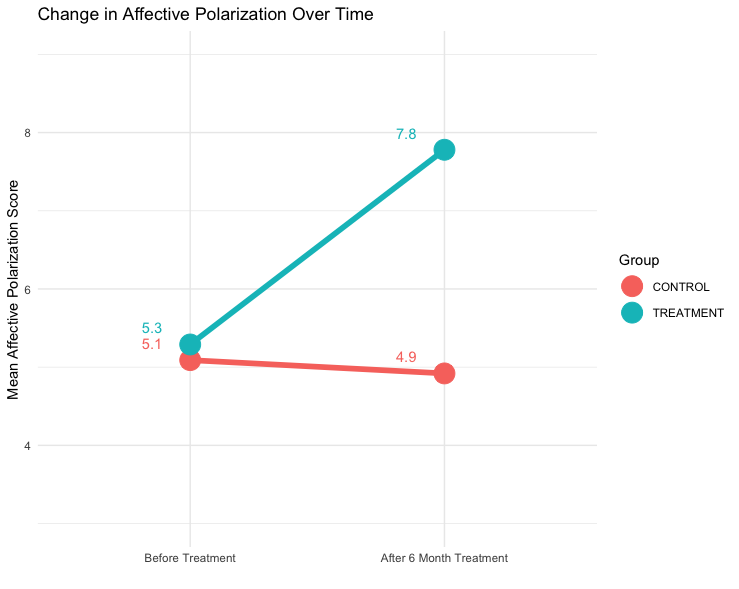 Change in Affective Polarization Over Time
Mean Affective Polarization Score
8
6
4
7.8
5.3
5.1
4.9
Before Treatment
After 6 Month Treatment
Group
CONTROL
TREATMENT